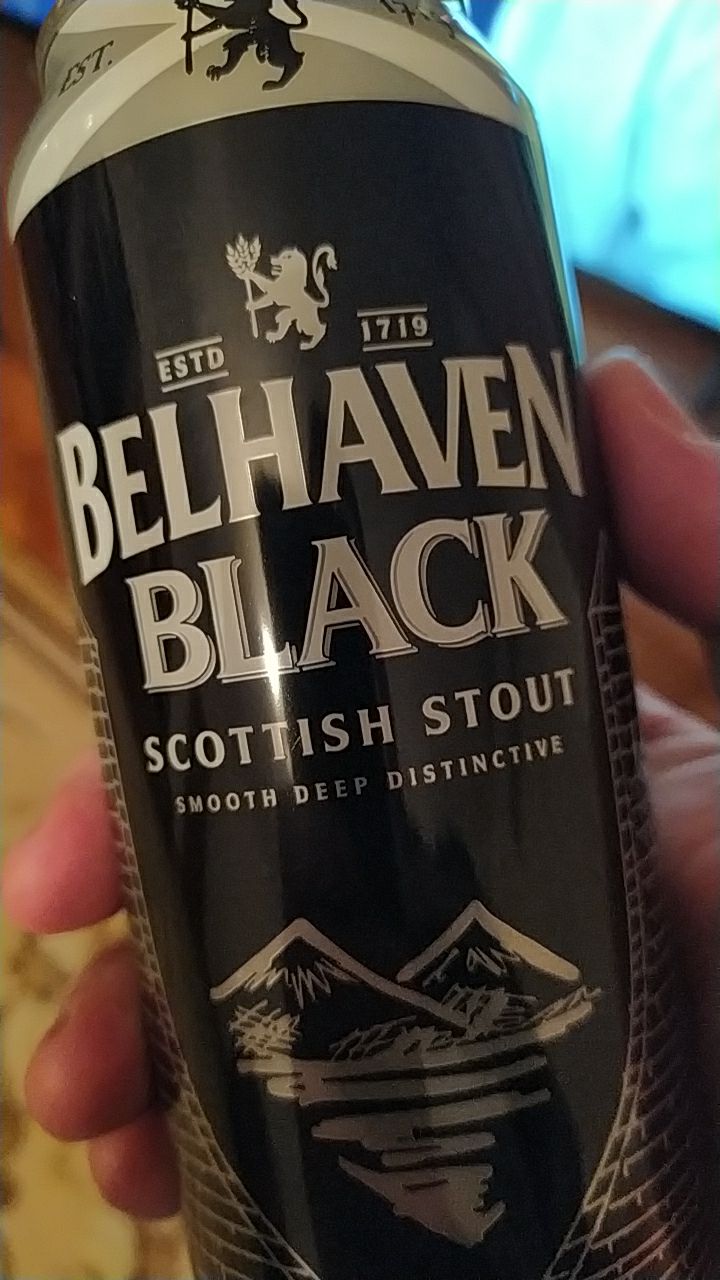 EST.
ESTD 1719
BELHAVEN
BLACK
SCOTTISH STOUT
SMOOTH DEEP DISTINCTIVE